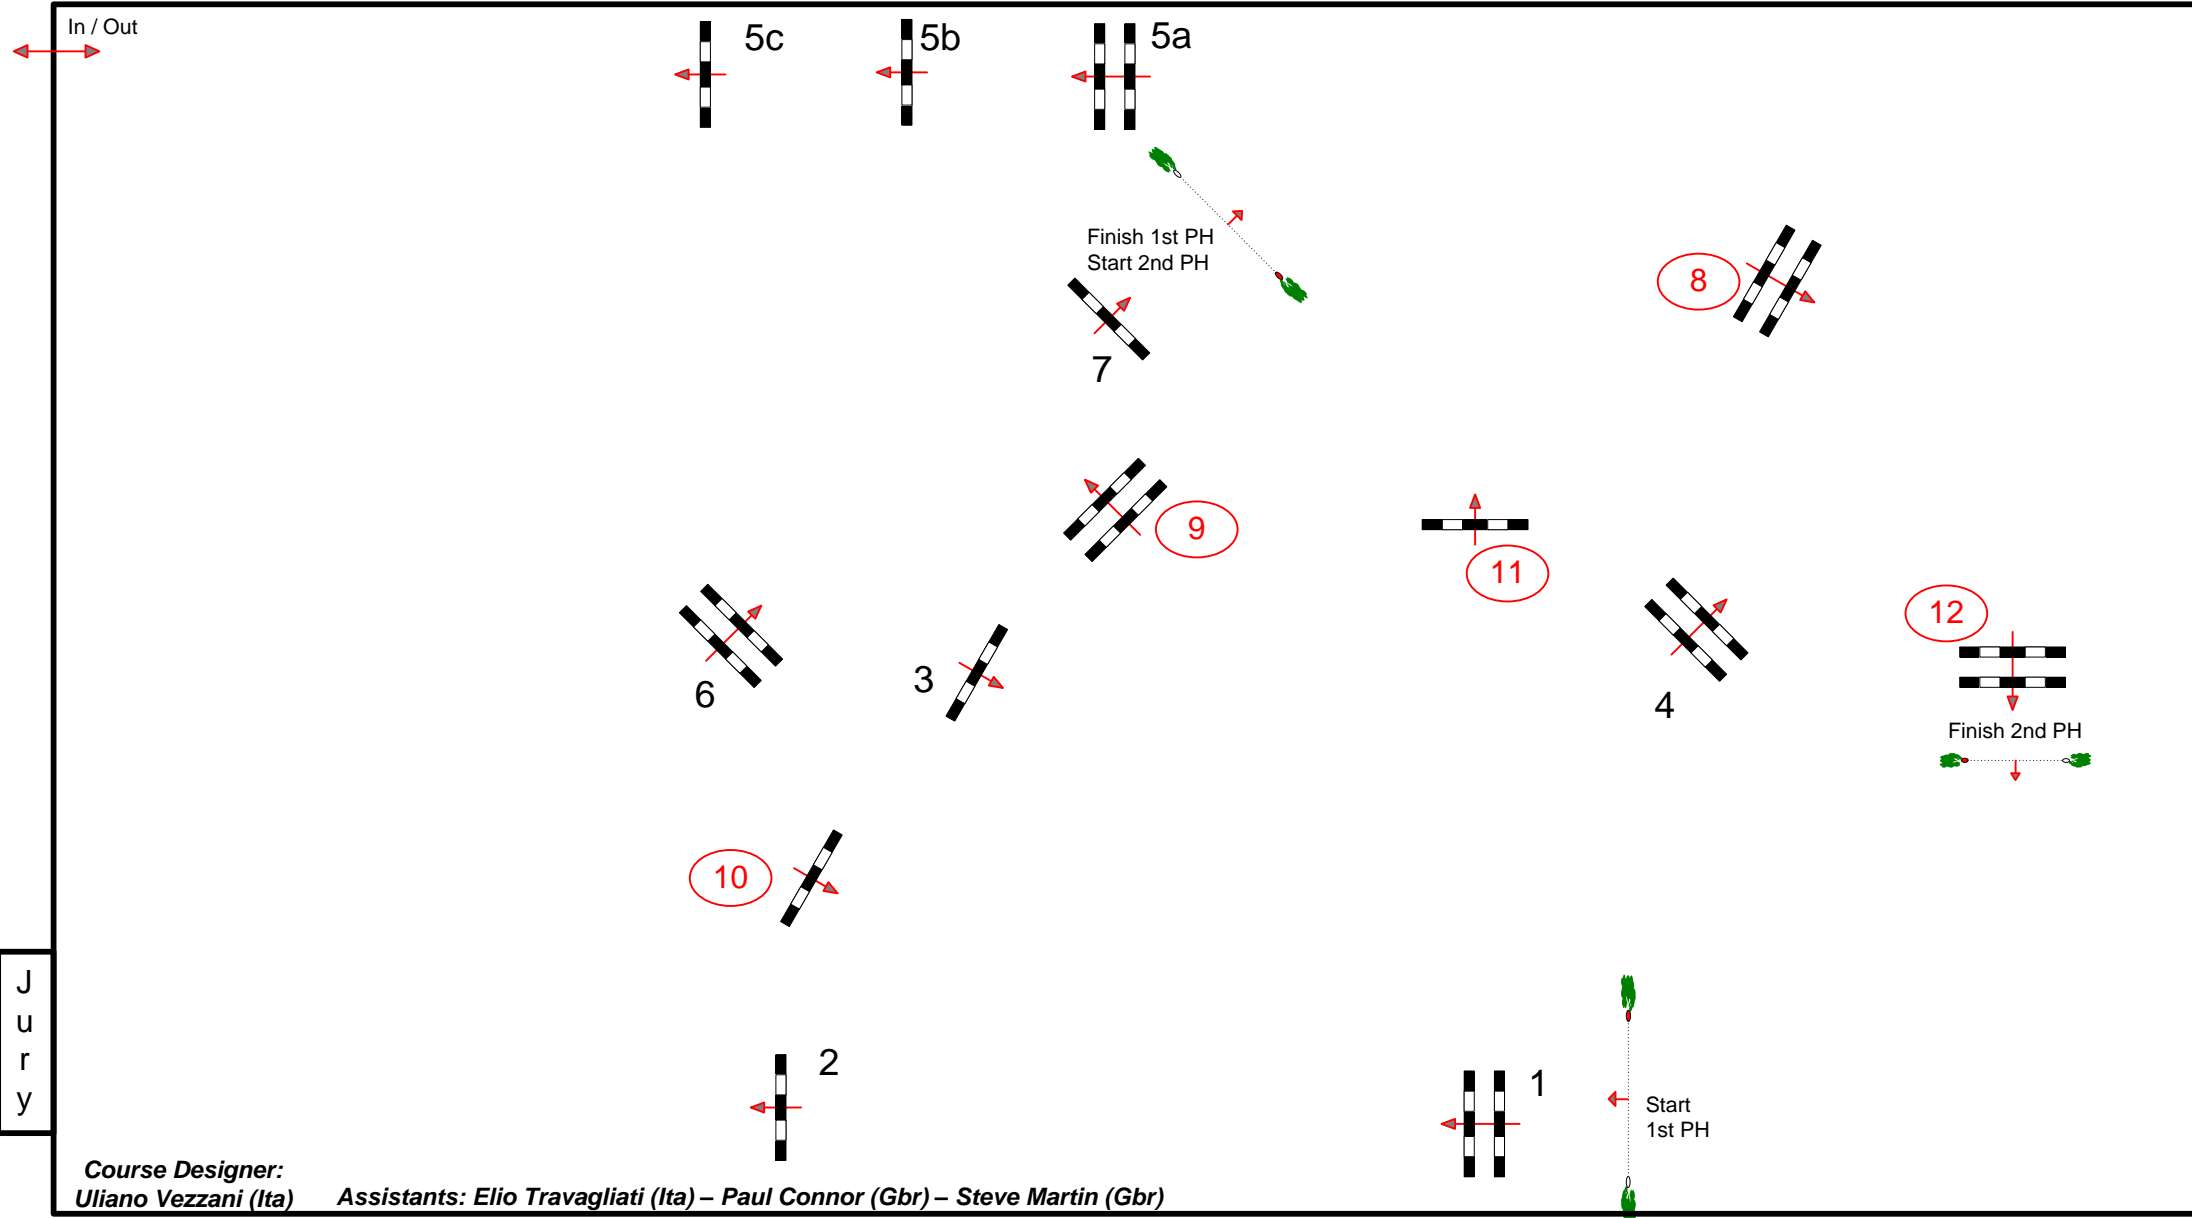 In / Out
5c
5b
5a
Finish 1st PH
Start 2nd PH
8
7
9
11
12
6
3
4
Finish 2nd PH
10
J
u
r
y
2
1
Start
1st PH
Course Designer:
Uliano Vezzani (Ita)
Assistants: Elio Travagliati (Ita) – Paul Connor (Gbr) – Steve Martin (Gbr)